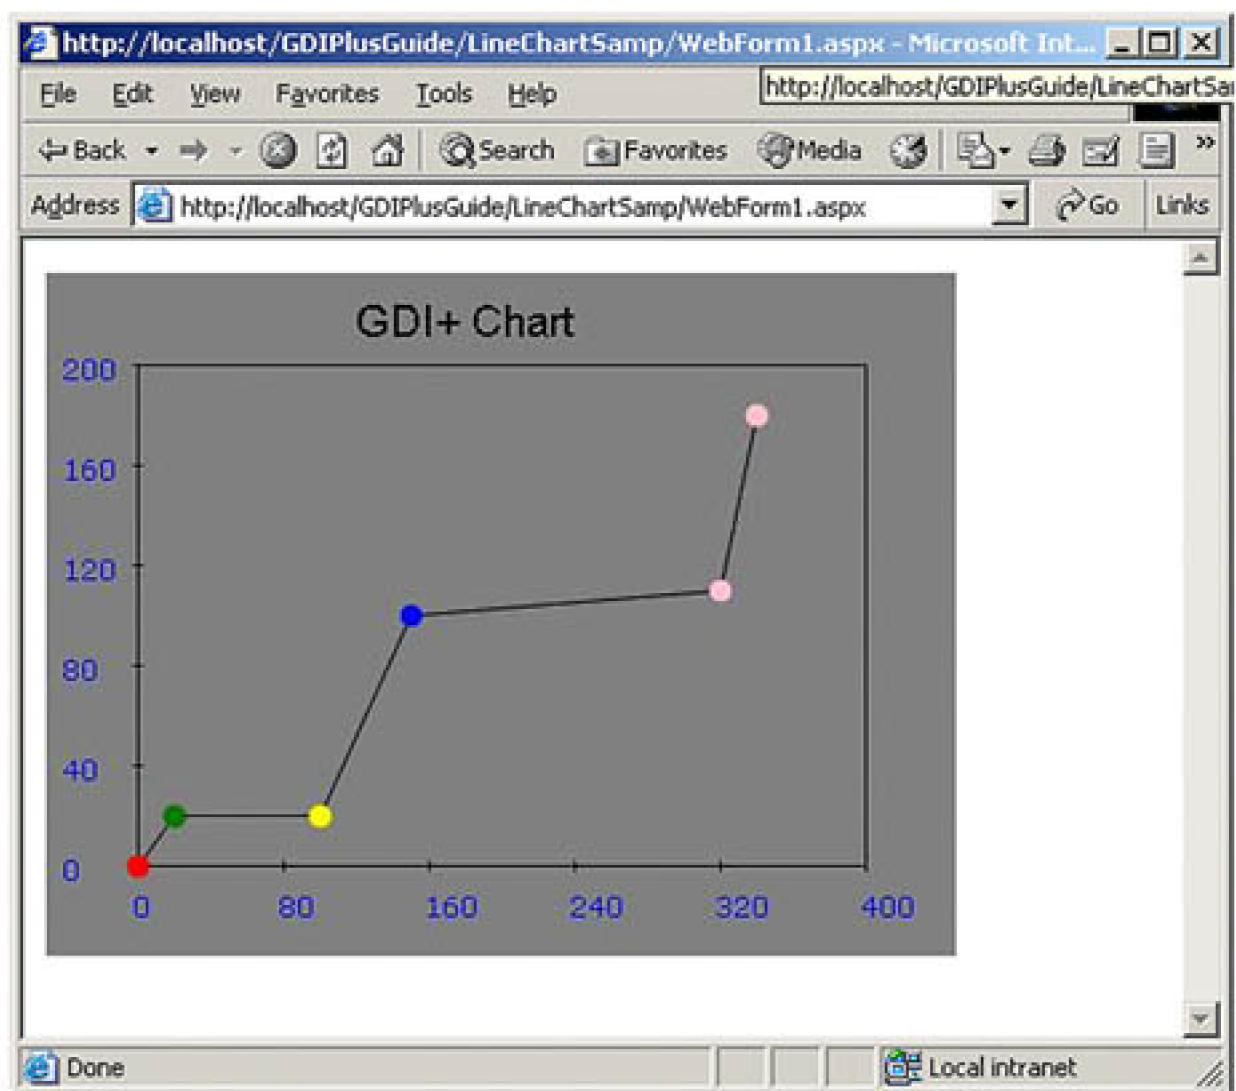 http://localhost/GDIPlusGuide/LineChartSamp/WebForm1.aspx - Microsoft Int...
File Edit View Favorites Tools Help
http://localhost/GDIPlusGuide/LineChartSa
Back Search Favorites Media »
Address http://localhost/GDIPlusGuide/LineChartSamp/WebForm1.aspx Go Links
GDI+ Chart
200
160
120
80
40
0
0 80 160 240 320 400
Done Local intranet